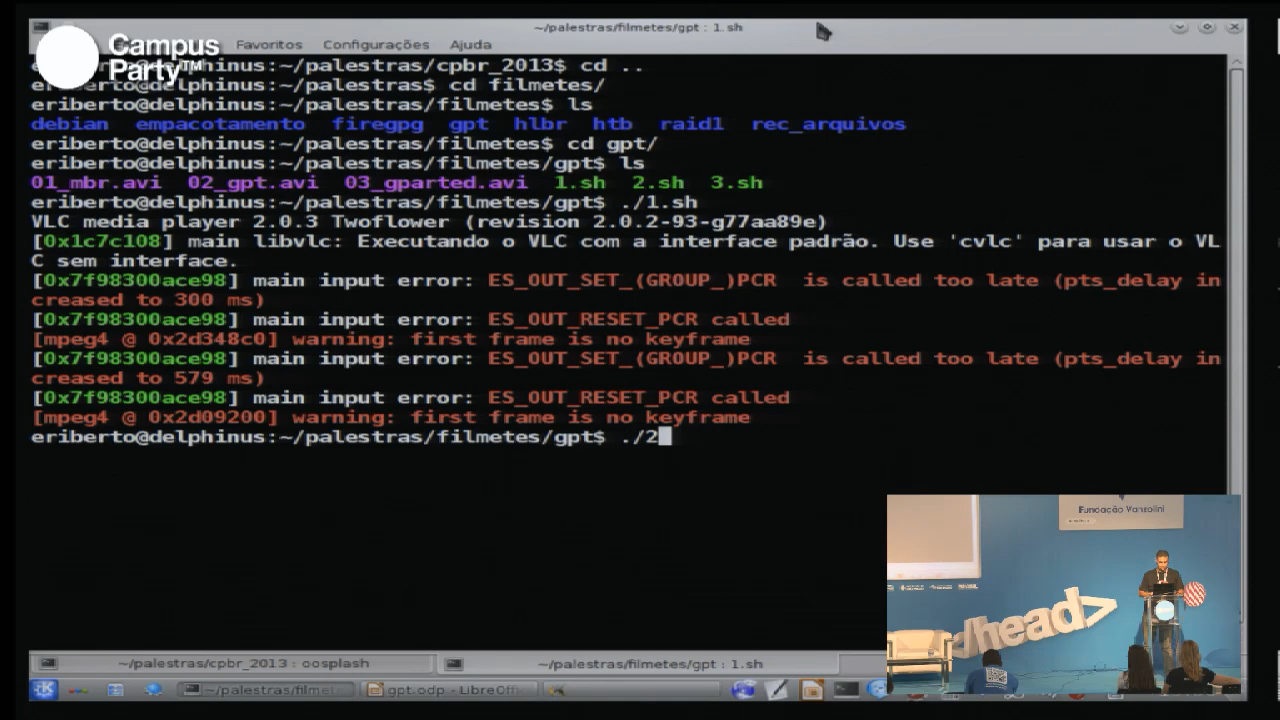 ~/palestras/filmetes/gpt : 1.sh
Campus
Party™
Favoritos Configurações Ajuda
eriberto@delphinus:~/palestras/cpbr_2013$ cd ..
eriberto@delphinus:~/palestras$ cd filmetes/
eriberto@delphinus:~/palestras/filmetes$ ls
debian empacotamento firegpg gpt hlbr htb raid1 rec_arquivos
eriberto@delphinus:~/palestras/filmetes$ cd gpt/
eriberto@delphinus:~/palestras/filmetes/gpt$ ls
01_mbr.avi 02_gpt.avi 03_gparted.avi 1.sh 2.sh 3.sh
eriberto@delphinus:~/palestras/filmetes/gpt$ ./1.sh
VLC media player 2.0.3 Twoflower (revision 2.0.2-93-g77aa89e)
[0x1c7c108] main libvlc: Executando o VLC com a interface padrão. Use 'cvlc' para usar o VL
C sem interface.
[0x7f98300ace98] main input error: ES_OUT_SET_(GROUP_)PCR is called too late (pts_delay in
creased to 300 ms)
[0x7f98300ace98] main input error: ES_OUT_RESET_PCR called
[mpeg4 @ 0x2d348c0] warning: first frame is no keyframe
[0x7f98300ace98] main input error: ES_OUT_SET_(GROUP_)PCR is called too late (pts_delay in
creased to 579 ms)
[0x7f98300ace98] main input error: ES_OUT_RESET_PCR called
[mpeg4 @ 0x2d09200] warning: first frame is no keyframe
eriberto@delphinus:~/palestras/filmetes/gpt$ ./2
Fundação Vanzolini
/head>
~/palestras/cpbr_2013 : oosplash
~/palestras/filmetes/gpt : 1.sh
~/palestras/filmet
gpt.odp - LibreOffi